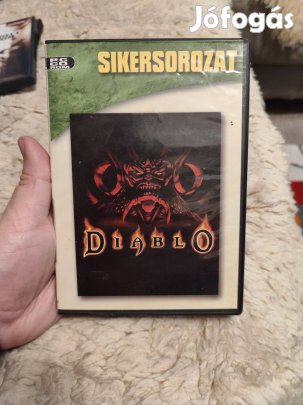 Jófogás
PC
CD
ROM
SIKERSOROZAT
DIABLO